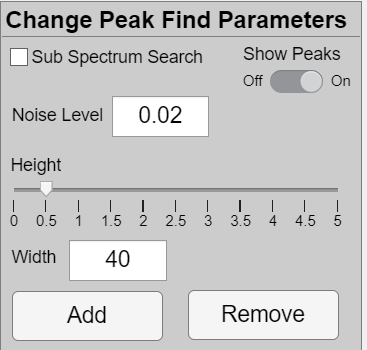 Change Peak Find Parameters
Sub Spectrum Search
Show Peaks
Off On
Noise Level 0.02
Height
0 0.5 1 1.5 2 2.5 3 3.5 4 4.5 5
Width 40
Add Remove